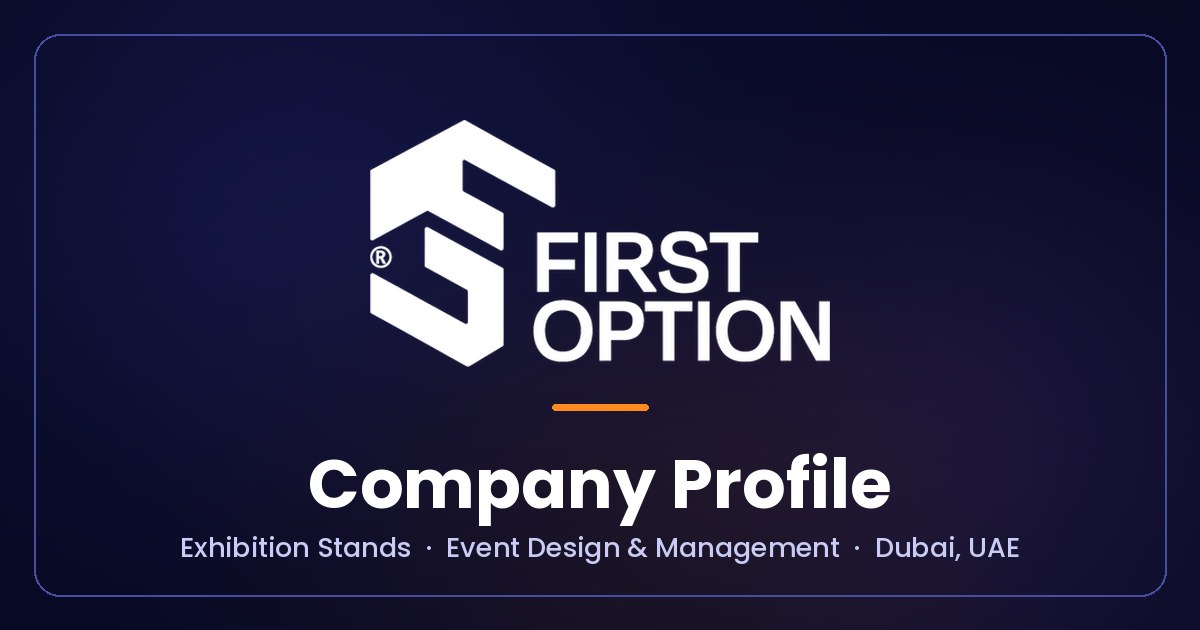 ®
FIRST
OPTION
Company Profile
Exhibition Stands · Event Design & Management · Dubai, UAE